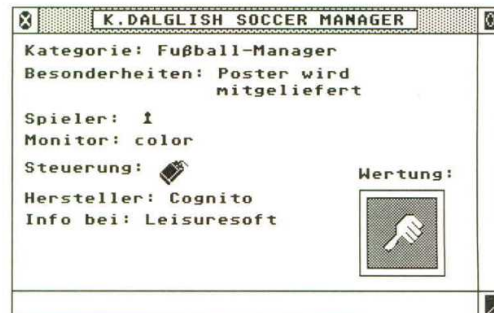 K.DALGLISH SOCCER MANAGER
Kategorie: Fußball-Manager
Besonderheiten: Poster wird
mitgeliefert
Spieler:
Monitor: color
Steuerung:
Wertung:
Hersteller: Cognito
Info bei: Leisuresoft